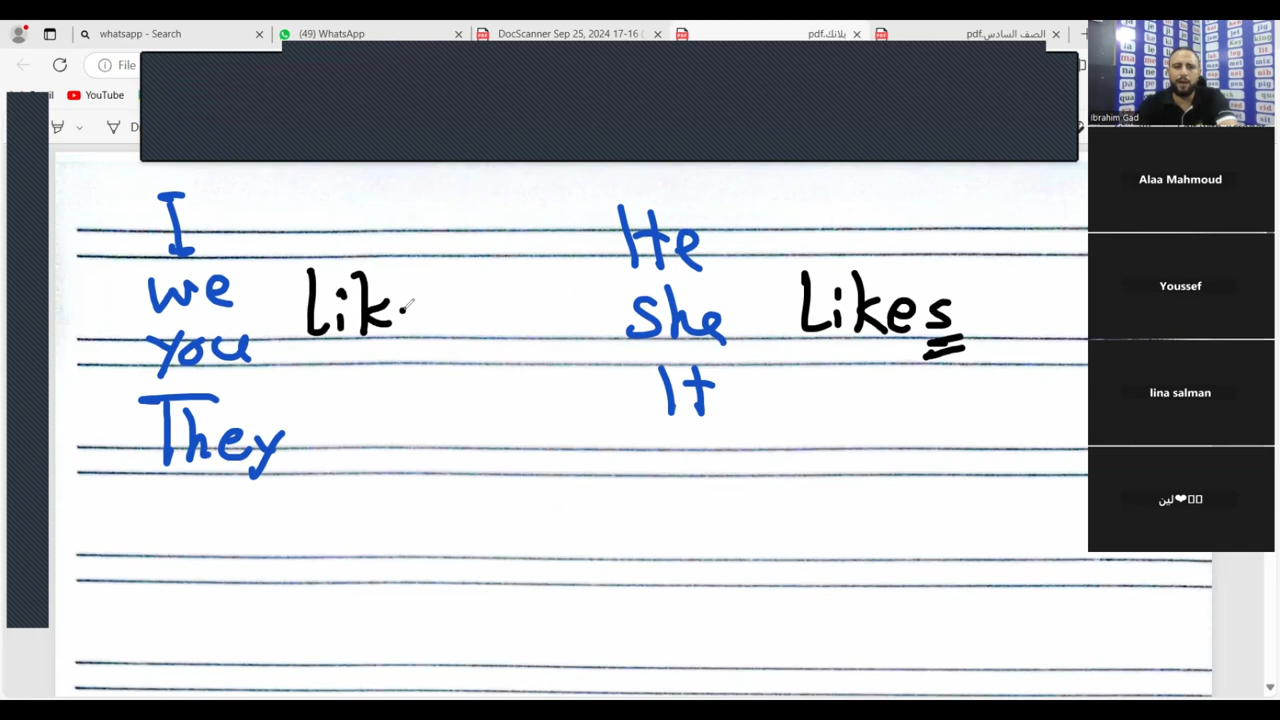 whatsapp - Search
(49) WhatsApp
DocScanner Sep 25, 2024 17-16 (
بلانك.pdf
الصف السادس.pdf
File
YouTube
I
we
you
They
Lik
He
she
It
Likes
Ibrahim Gad
Alaa Mahmoud
Youssef
lina salman
لين❤